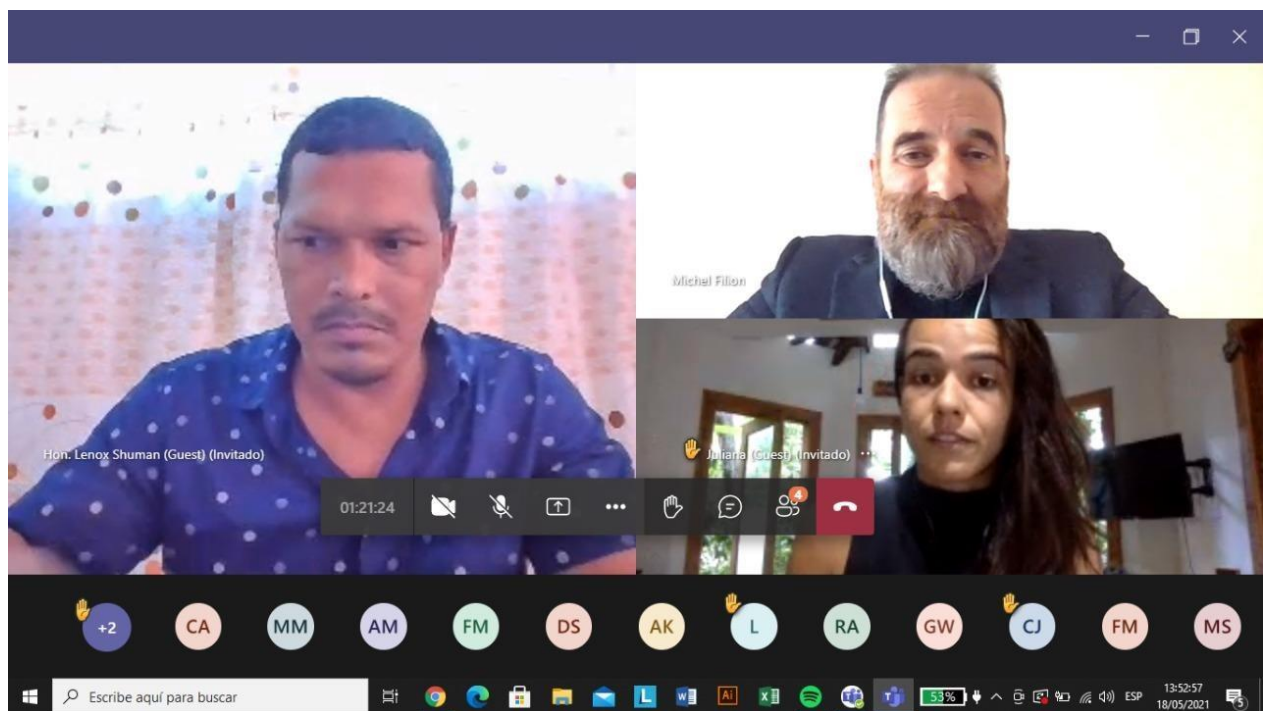 Michel Filion
Hon. Lenox Shuman (Guest) (Invitado)
Juliana (Guest) (Invitado)
01:21:24
4
+2
CA
MM
AM
FM
DS
AK
L
RA
GW
CJ
FM
MS
Escribe aquí para buscar
L
Ai
53%
ESP
13:52:57
18/05/2021
5